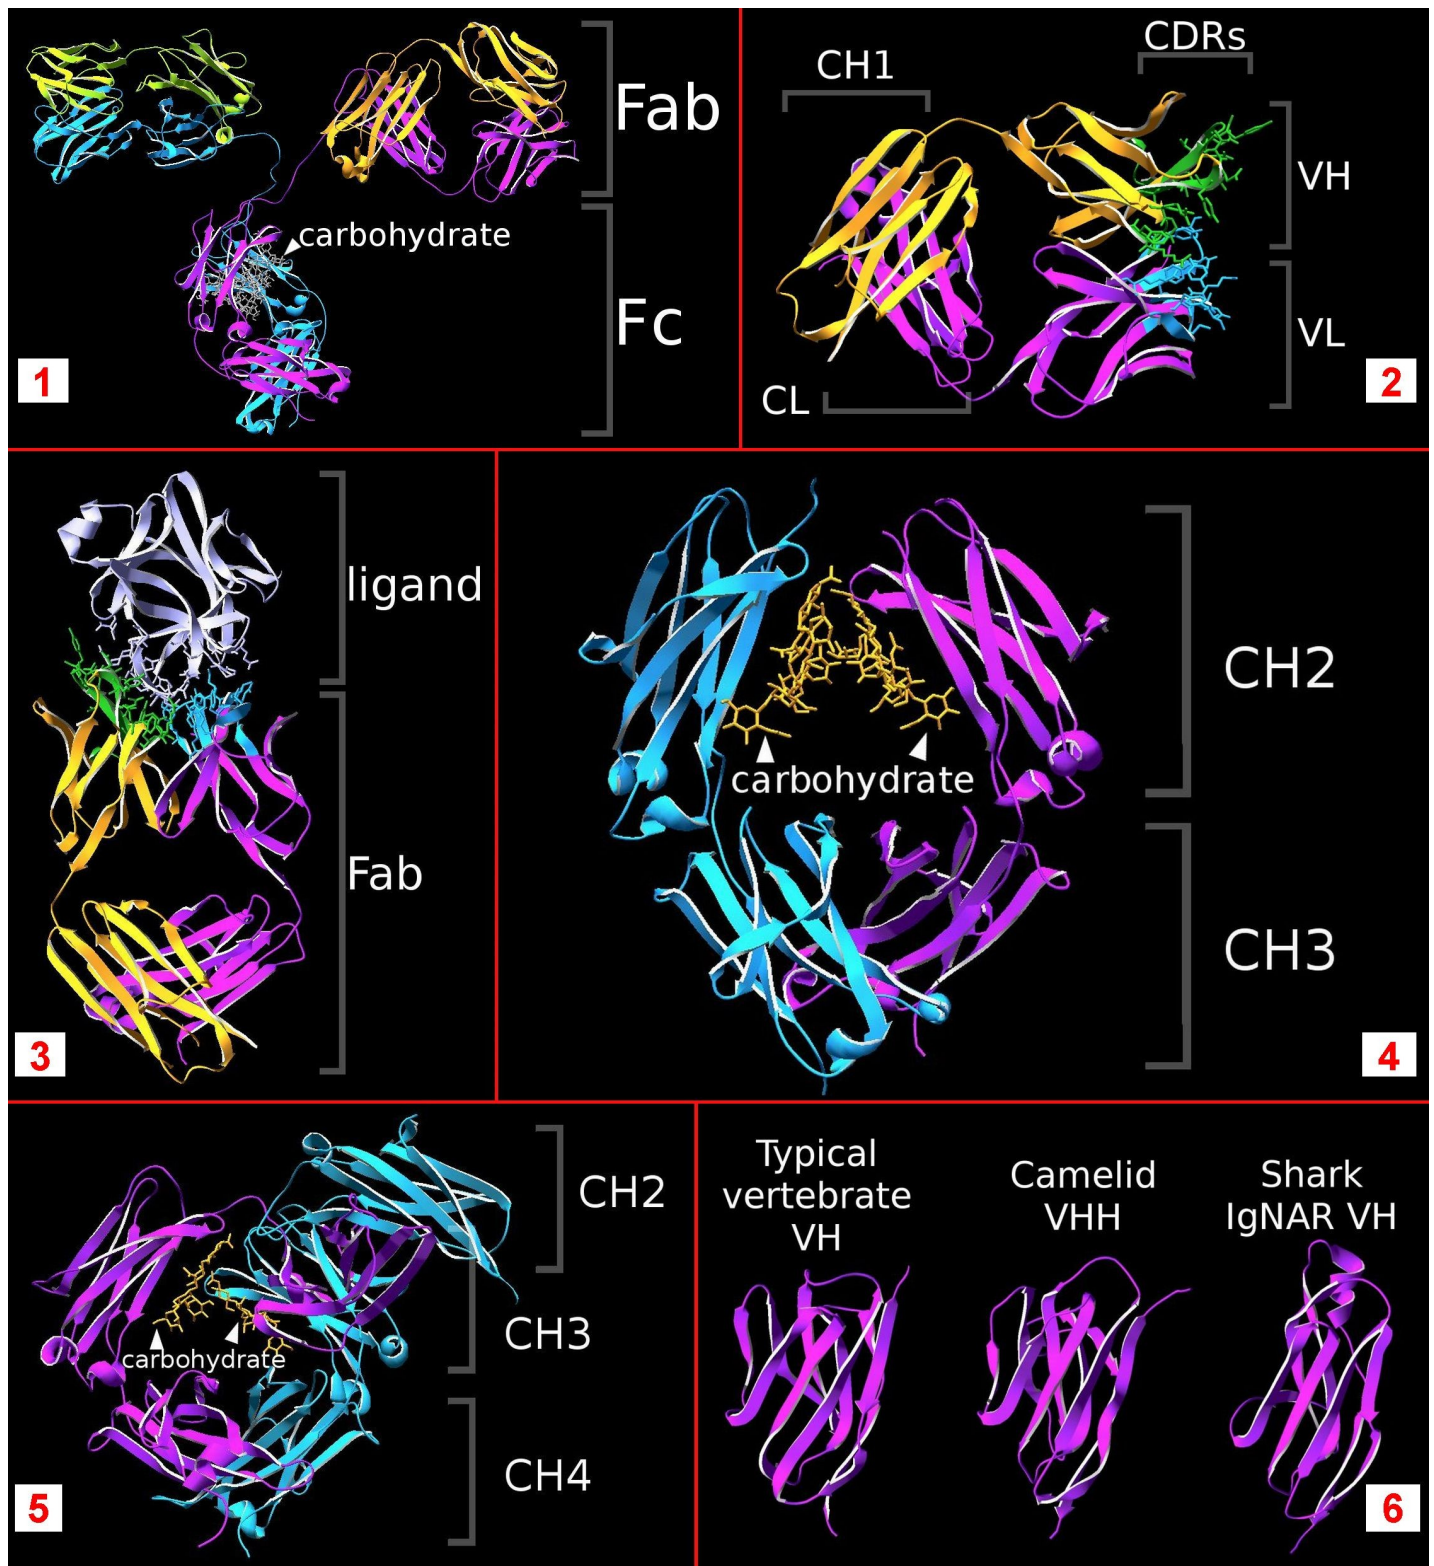 Fab
carbohydrate
Fc
1
CDRs
CH1
VH
VL
CL
2
ligand
Fab
3
CH2
carbohydrate
CH3
4
CH2
CH3
carbohydrate
CH4
5
Typical
vertebrate
VH
Camelid
VHH
Shark
IgNAR VH
6